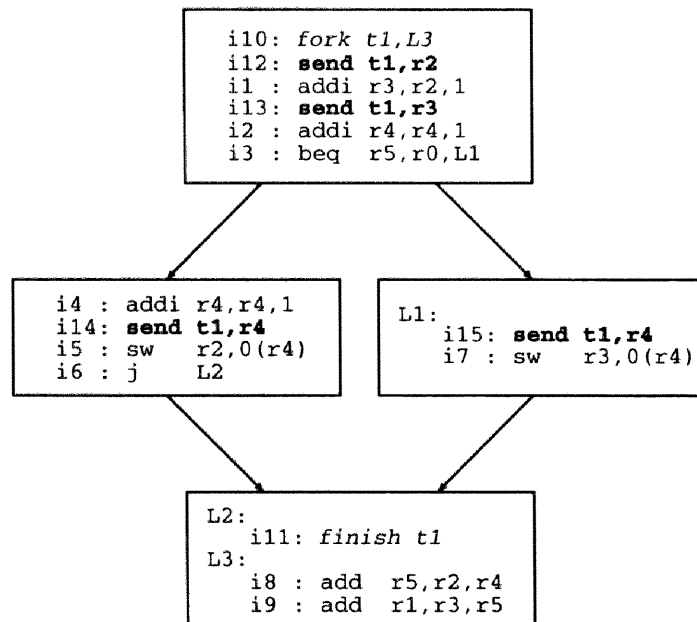 i10: fork t1,L3
i12: send t1,r2
i1 : addi r3,r2,1
i13: send t1,r3
i2 : addi r4,r4,1
i3 : beq r5,r0,L1
i4 : addi r4,r4,1
i14: send t1,r4
i5 : sw r2,0(r4)
i6 : j L2
L1:
i15: send t1,r4
i7 : sw r3,0(r4)
L2:
i11: finish t1
L3:
i8 : add r5,r2,r4
i9 : add r1,r3,r5